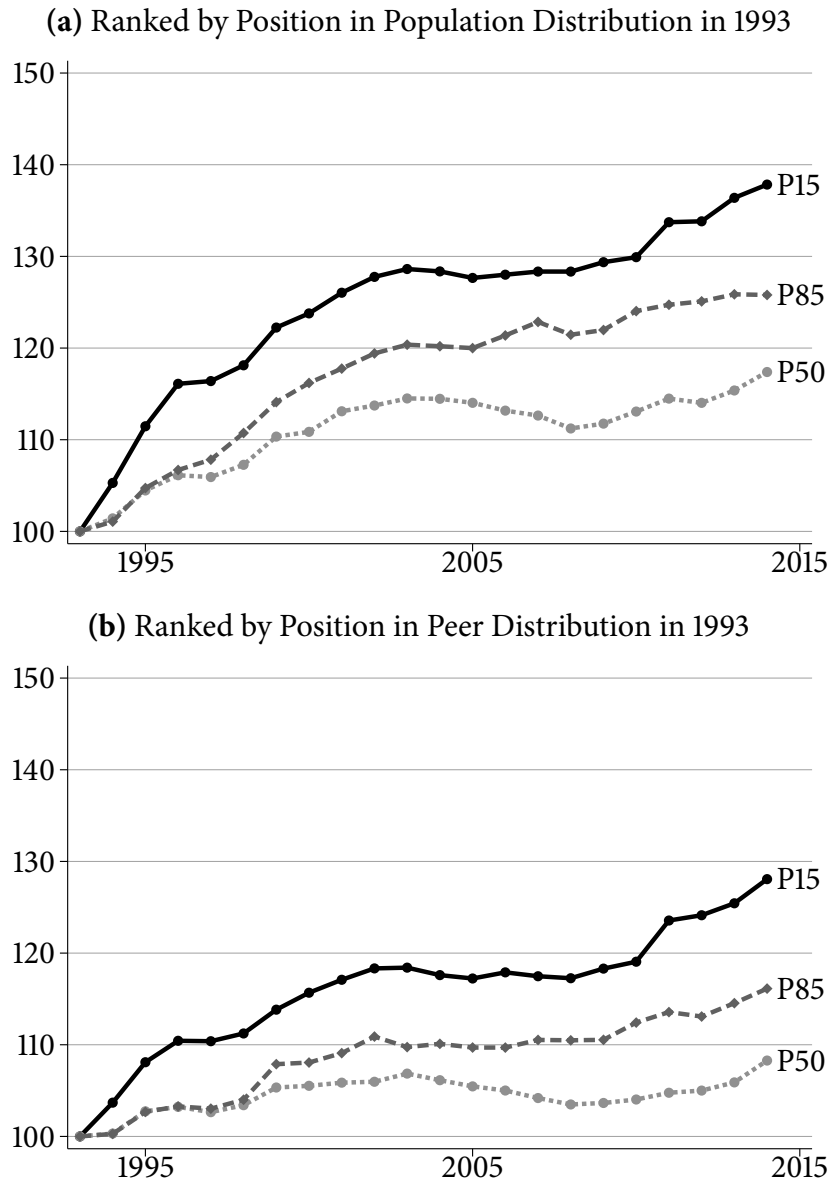 (a) Ranked by Position in Population Distribution in 1993
150
140
130
120
110
100
P15
P85
P50
1995
2005
2015
(b) Ranked by Position in Peer Distribution in 1993
150
140
130
120
110
100
P15
P85
P50
1995
2005
2015